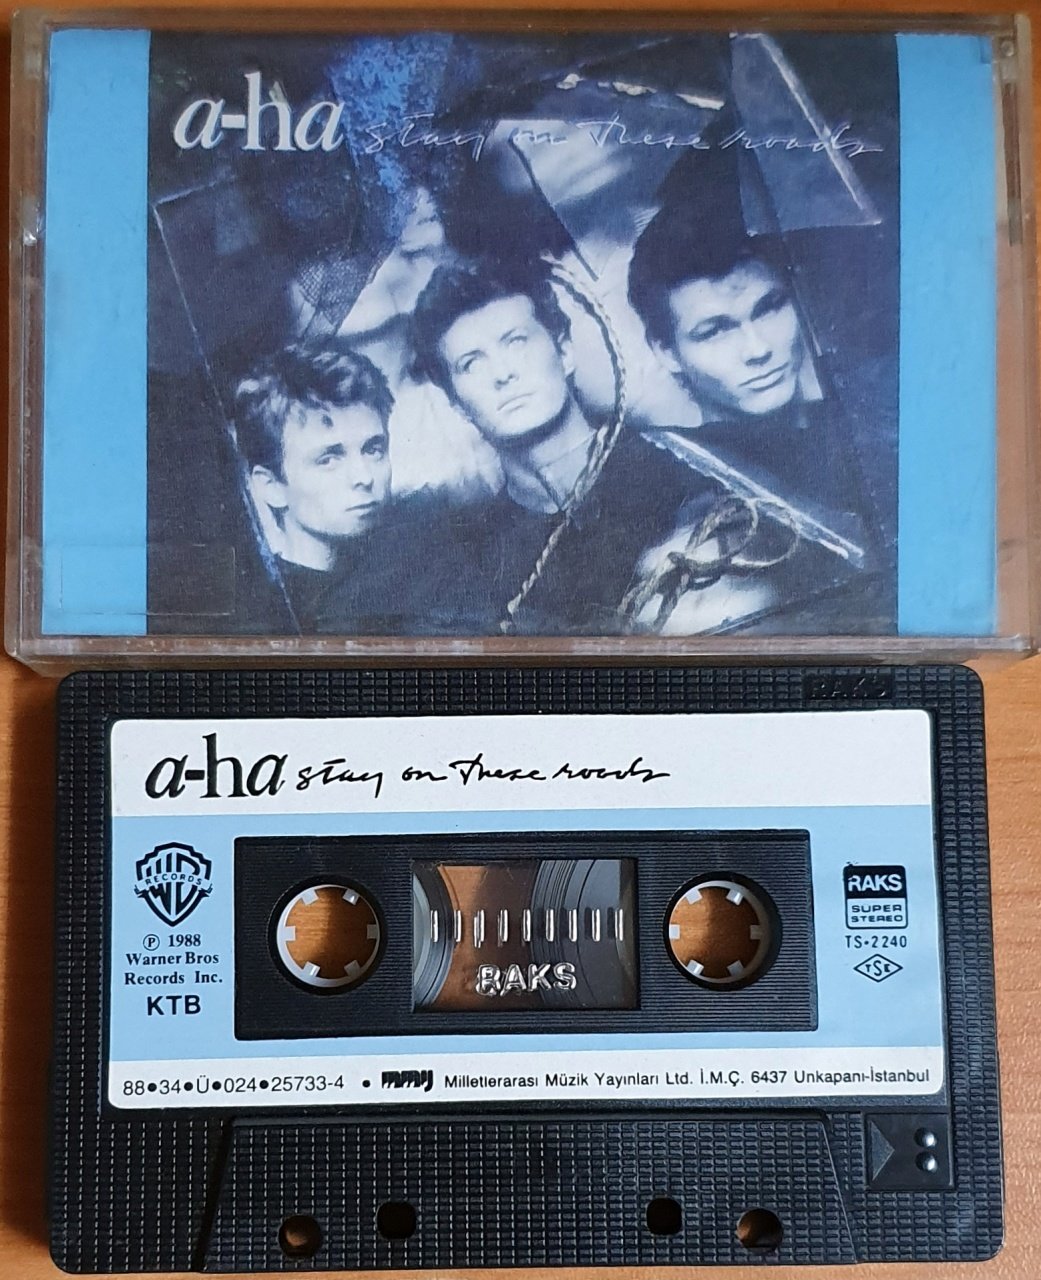 a-ha stay on these roads
RAKS
a-ha stay on these roads
WB
RECORDS
℗ 1988
Warner Bros
Records Inc.
KTB
RAKS
RAKS
SÜPER
STEREO
TS-2240
TSE
88●34●Ü●024●25733-4 ● MMY Milletlerarası Müzik Yayınları Ltd. İ.M.Ç. 6437 Unkapanı-İstanbul